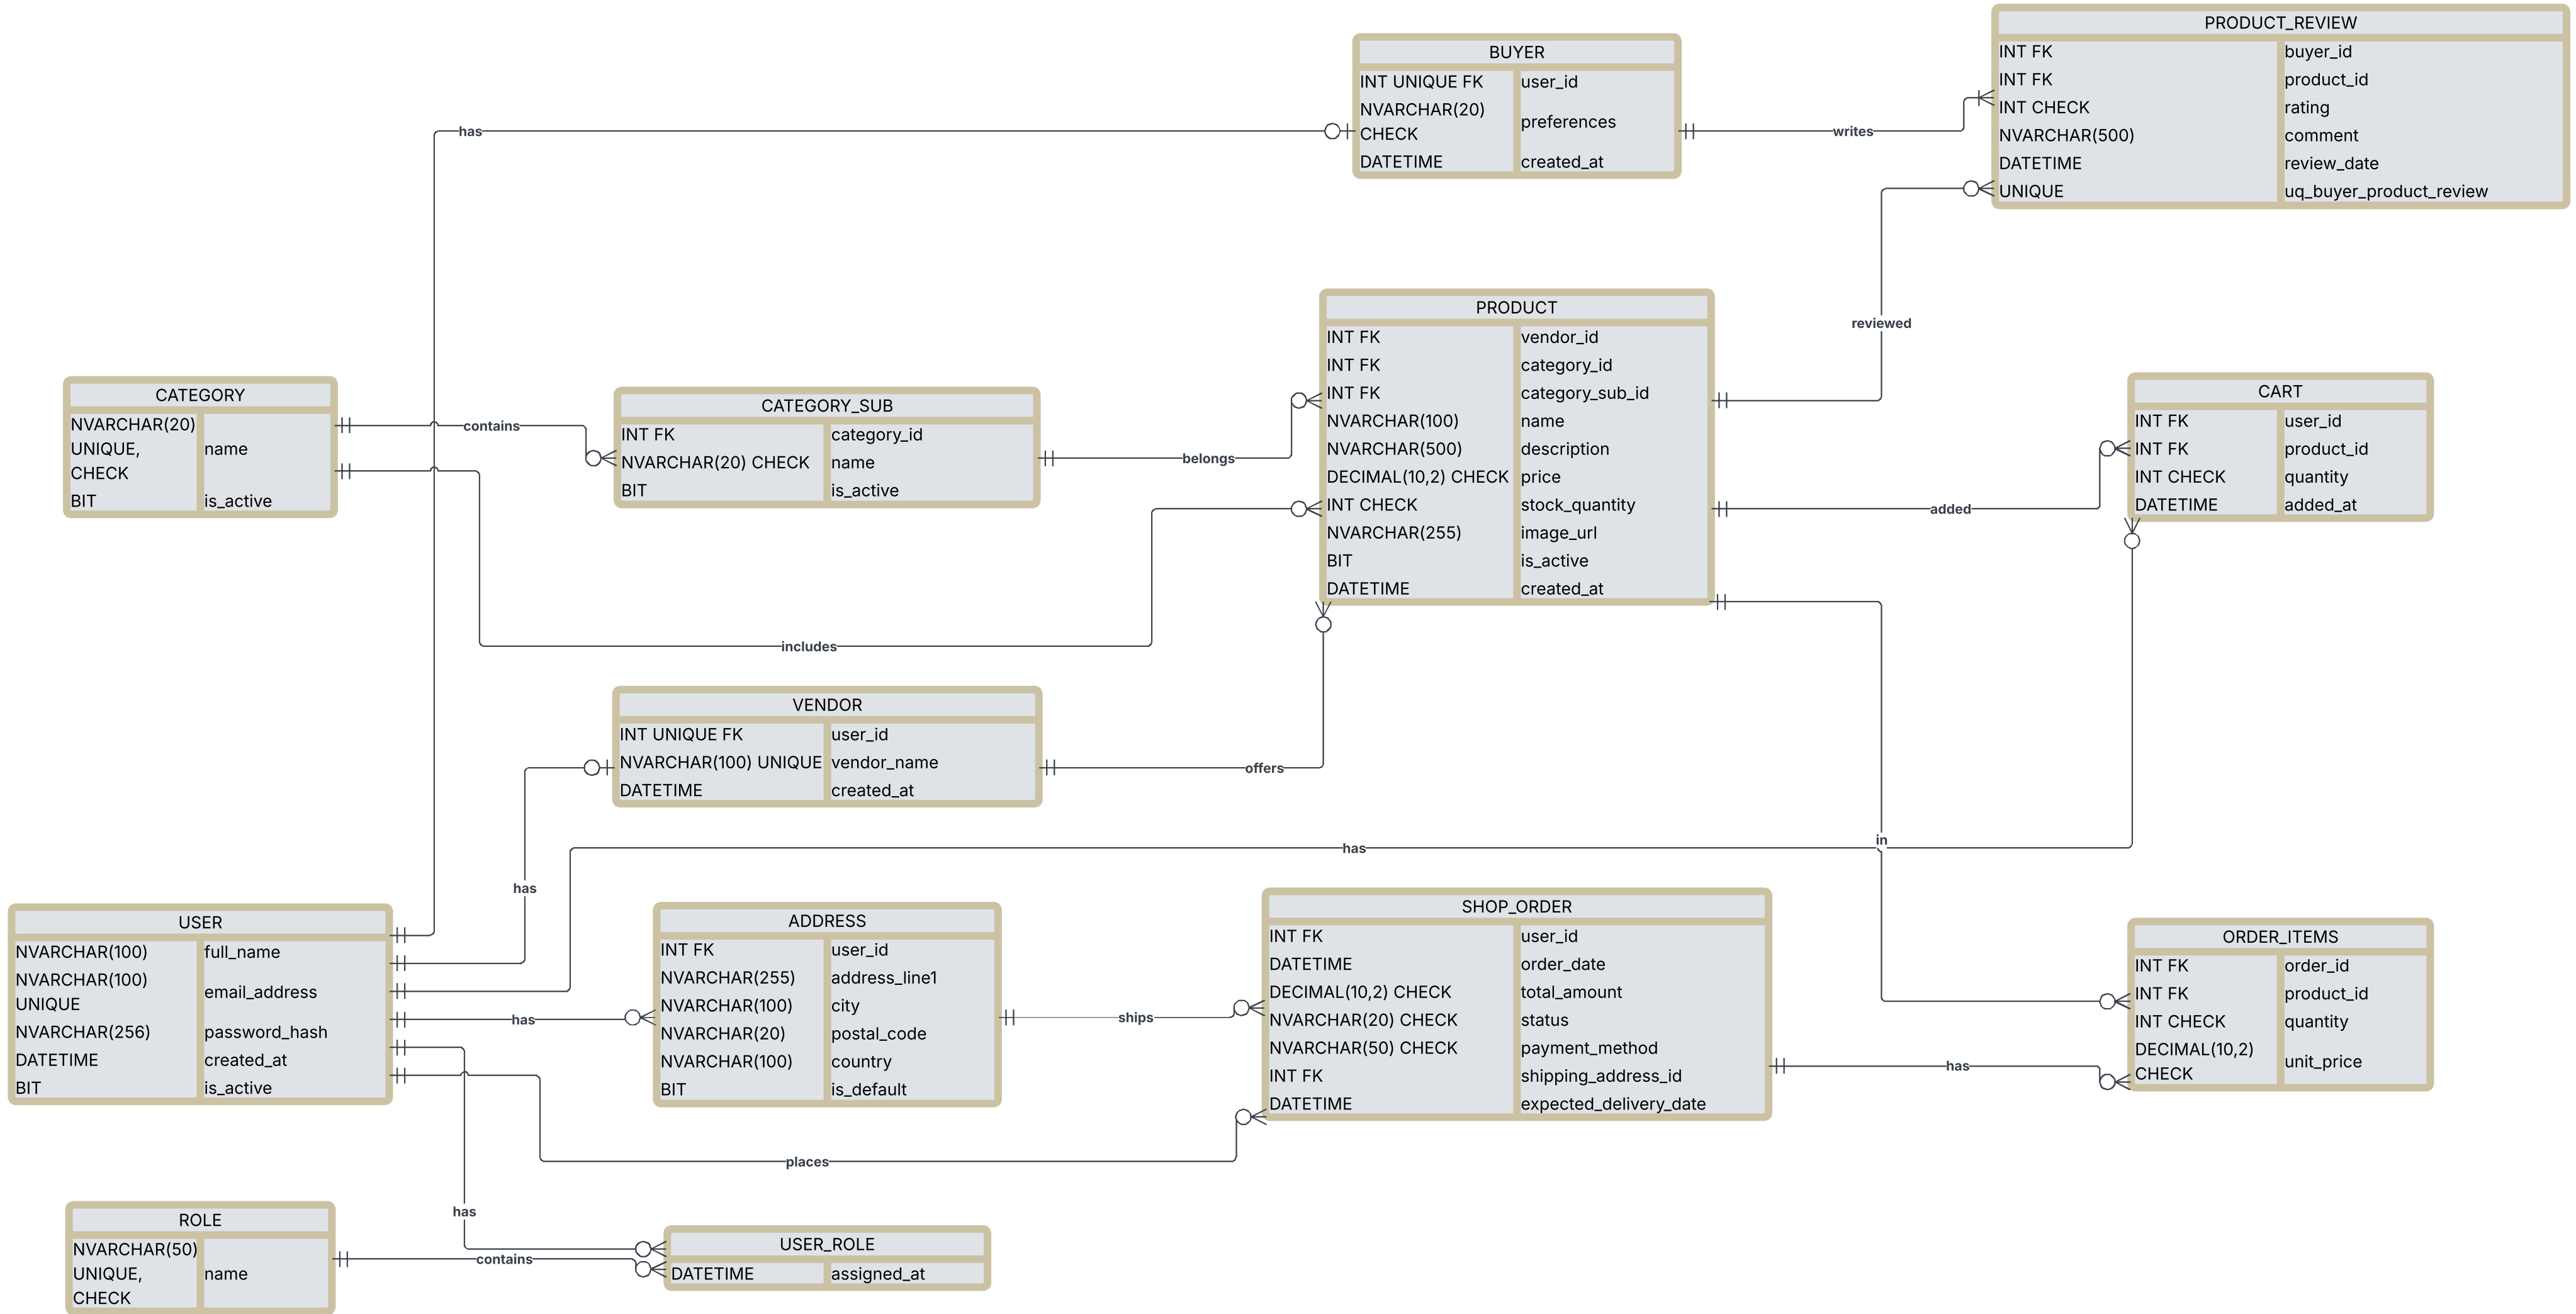 PRODUCT_REVIEW
INT FK buyer_id
INT FK product_id
INT CHECK rating
NVARCHAR(500) comment
DATETIME review_date
UNIQUE uq_buyer_product_review
BUYER
INT UNIQUE FK user_id
NVARCHAR(20)
CHECK
preferences
DATETIME created_at
has
writes
PRODUCT
INT FK vendor_id
INT FK category_id
INT FK category_sub_id
NVARCHAR(100) name
NVARCHAR(500) description
DECIMAL(10,2) CHECK price
INT CHECK stock_quantity
NVARCHAR(255) image_url
BIT is_active
DATETIME created_at
reviewed
CATEGORY
NVARCHAR(20)
UNIQUE,
CHECK
name
BIT is_active
contains
CATEGORY_SUB
INT FK category_id
NVARCHAR(20) CHECK name
BIT is_active
belongs
CART
INT FK user_id
INT FK product_id
INT CHECK quantity
DATETIME added_at
added
includes
VENDOR
INT UNIQUE FK user_id
NVARCHAR(100) UNIQUE vendor_name
DATETIME created_at
offers
in
has
has
USER
NVARCHAR(100) full_name
NVARCHAR(100)
UNIQUE
email_address
NVARCHAR(256) password_hash
DATETIME created_at
BIT is_active
has
ADDRESS
INT FK user_id
NVARCHAR(255) address_line1
NVARCHAR(100) city
NVARCHAR(20) postal_code
NVARCHAR(100) country
BIT is_default
ships
SHOP_ORDER
INT FK user_id
DATETIME order_date
DECIMAL(10,2) CHECK total_amount
NVARCHAR(20) CHECK status
NVARCHAR(50) CHECK payment_method
INT FK shipping_address_id
DATETIME expected_delivery_date
has
ORDER_ITEMS
INT FK order_id
INT FK product_id
INT CHECK quantity
DECIMAL(10,2)
CHECK
unit_price
places
has
ROLE
NVARCHAR(50)
UNIQUE,
CHECK
name
contains
USER_ROLE
DATETIME assigned_at